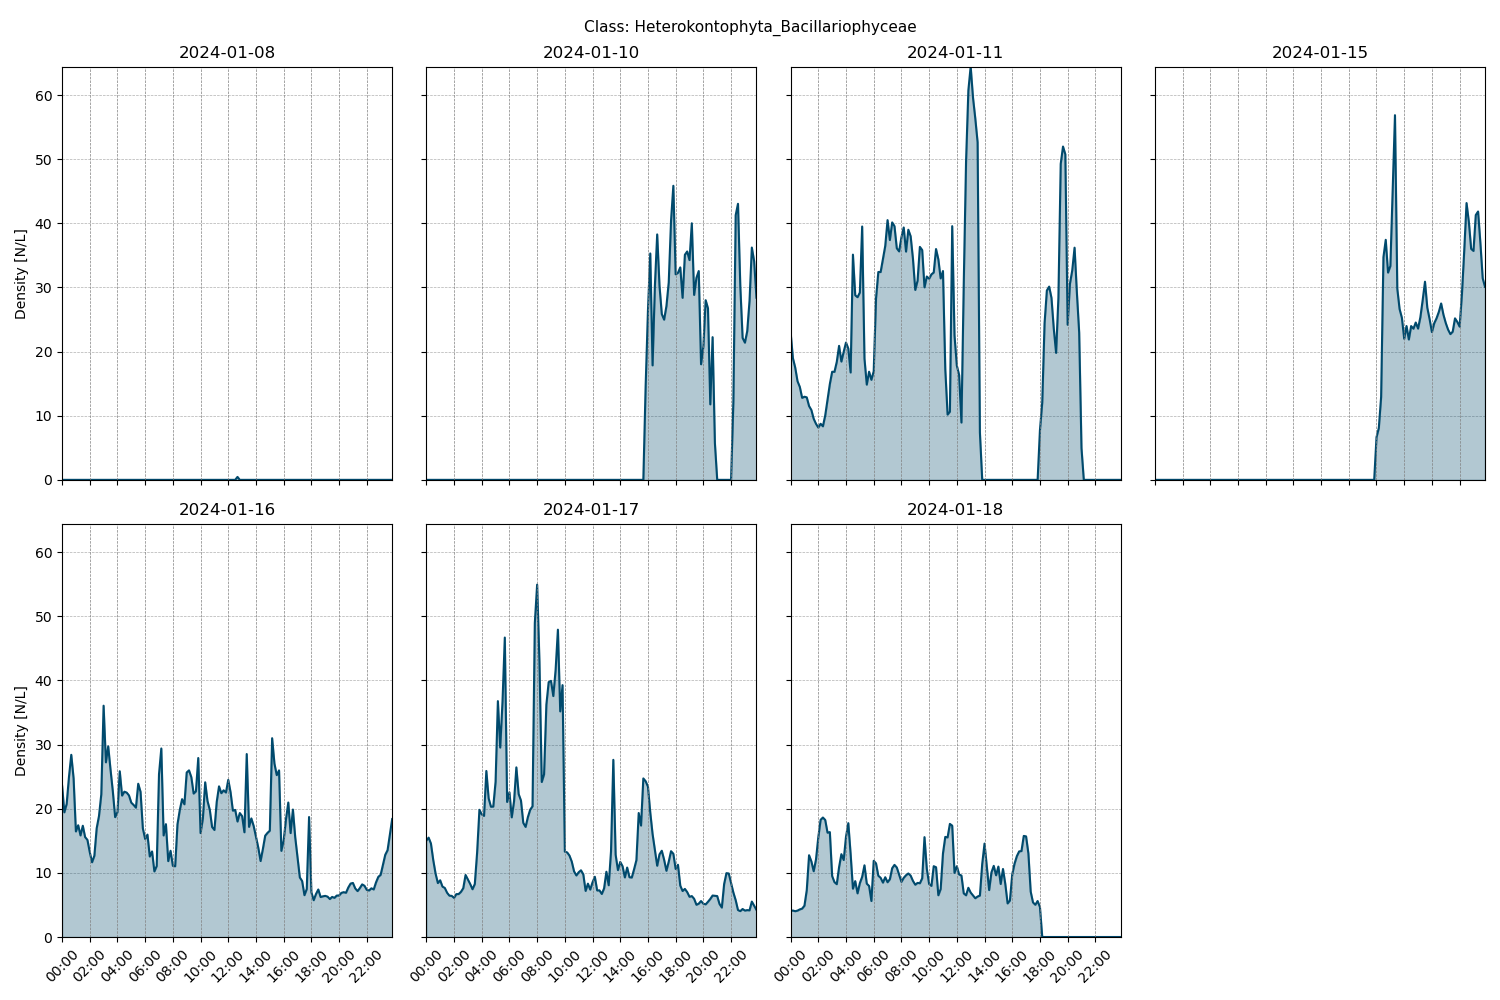 Class: Heterokontophyta_Bacillariophyceae
2024-01-08 2024-01-10 2024-01-11 2024-01-15
Density [N/L]
60
50
40
30
20
10
0
2024-01-16 2024-01-17 2024-01-18
Density [N/L]
60
50
40
30
20
10
0
00:00 02:00 04:00 06:00 08:00 10:00 12:00 14:00 16:00 18:00 20:00 22:00 00:00 02:00 04:00 06:00 08:00 10:00 12:00 14:00 16:00 18:00 20:00 22:00 00:00 02:00 04:00 06:00 08:00 10:00 12:00 14:00 16:00 18:00 20:00 22:00